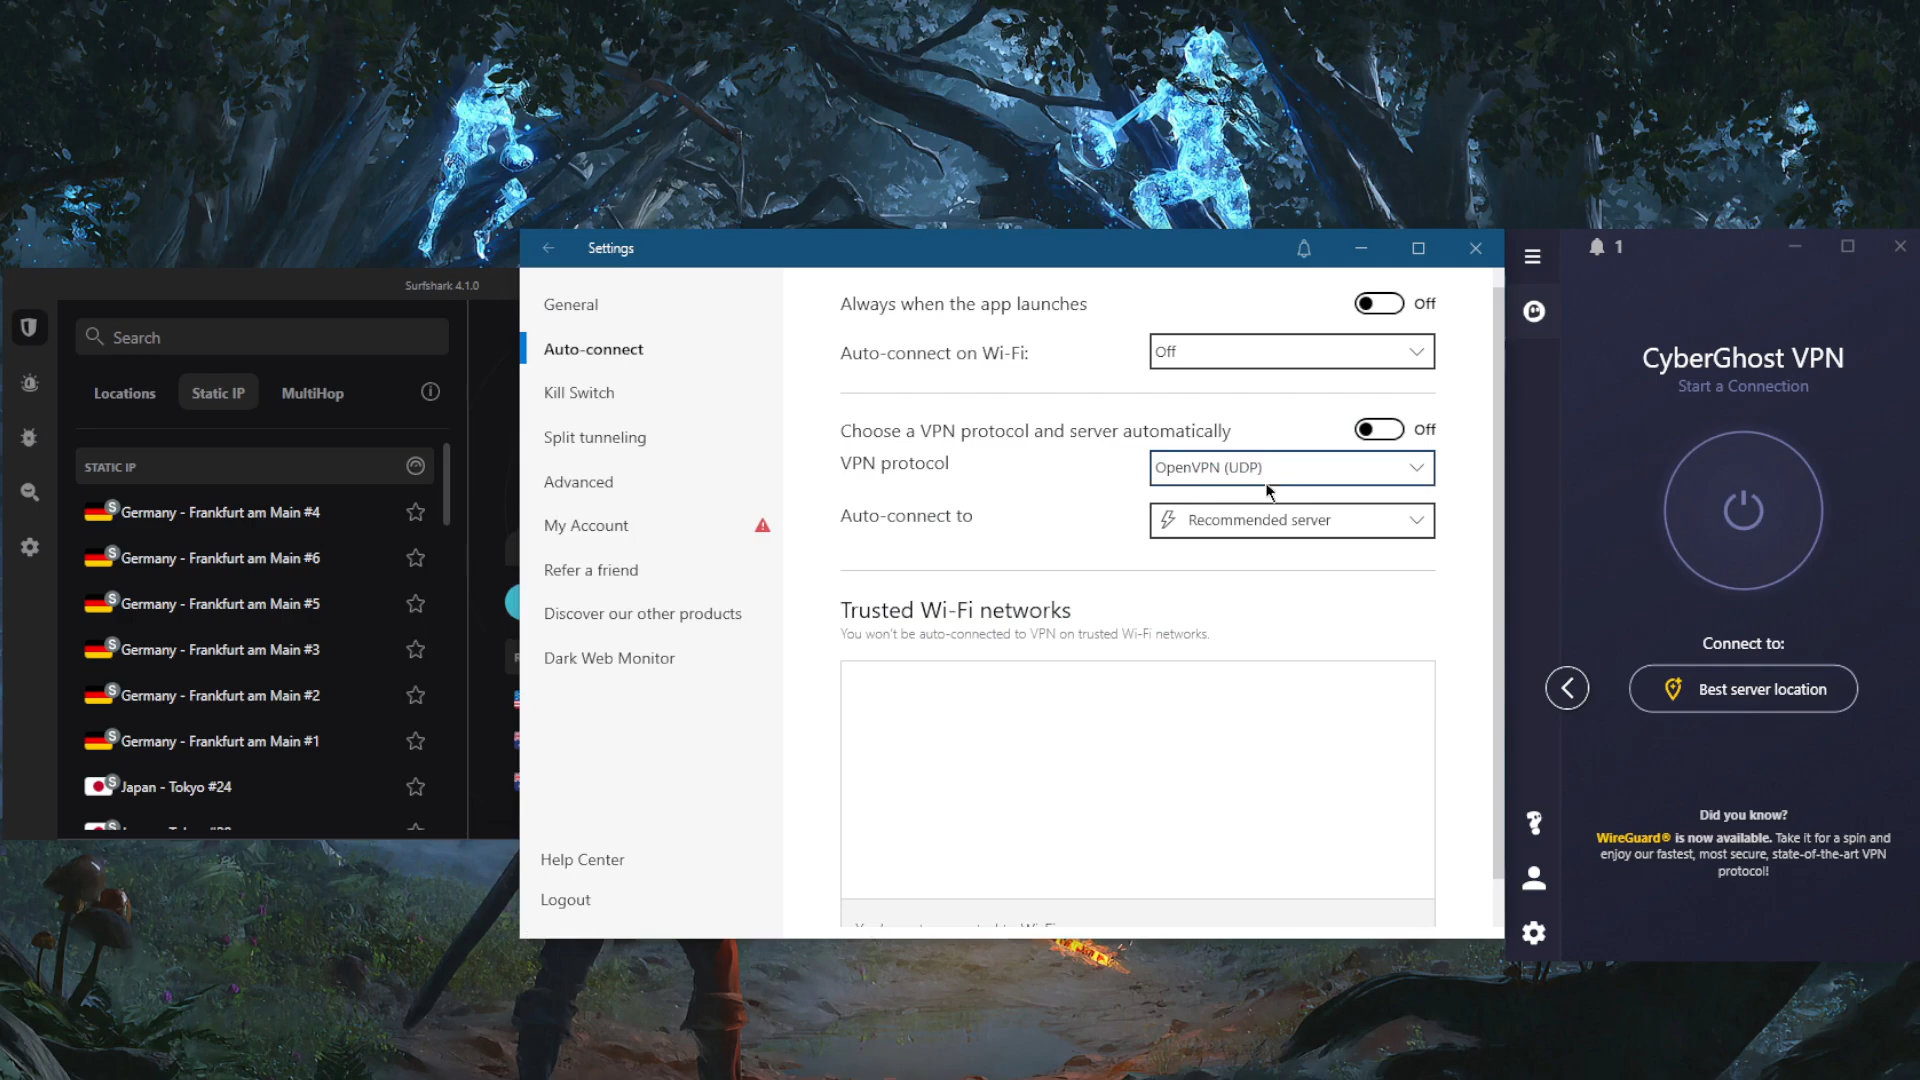 Surfshark 4.1.0
Search
Locations
Static IP
MultiHop
STATIC IP
S Germany - Frankfurt am Main #4
S Germany - Frankfurt am Main #6
S Germany - Frankfurt am Main #5
S Germany - Frankfurt am Main #3
S Germany - Frankfurt am Main #2
S Germany - Frankfurt am Main #1
S Japan - Tokyo #24
Settings
General
Auto-connect
Kill Switch
Split tunneling
Advanced
My Account
Refer a friend
Discover our other products
Dark Web Monitor
Help Center
Logout
Always when the app launches
Off
Auto-connect on Wi-Fi:
Off
Choose a VPN protocol and server automatically
Off
VPN protocol
OpenVPN (UDP)
Auto-connect to
Recommended server
Trusted Wi-Fi networks
You won't be auto-connected to VPN on trusted Wi-Fi networks.
1
CyberGhost VPN
Start a Connection
Connect to:
Best server location
Did you know?
WireGuard® is now available. Take it for a spin and
enjoy our fastest, most secure, state-of-the-art VPN
protocol!